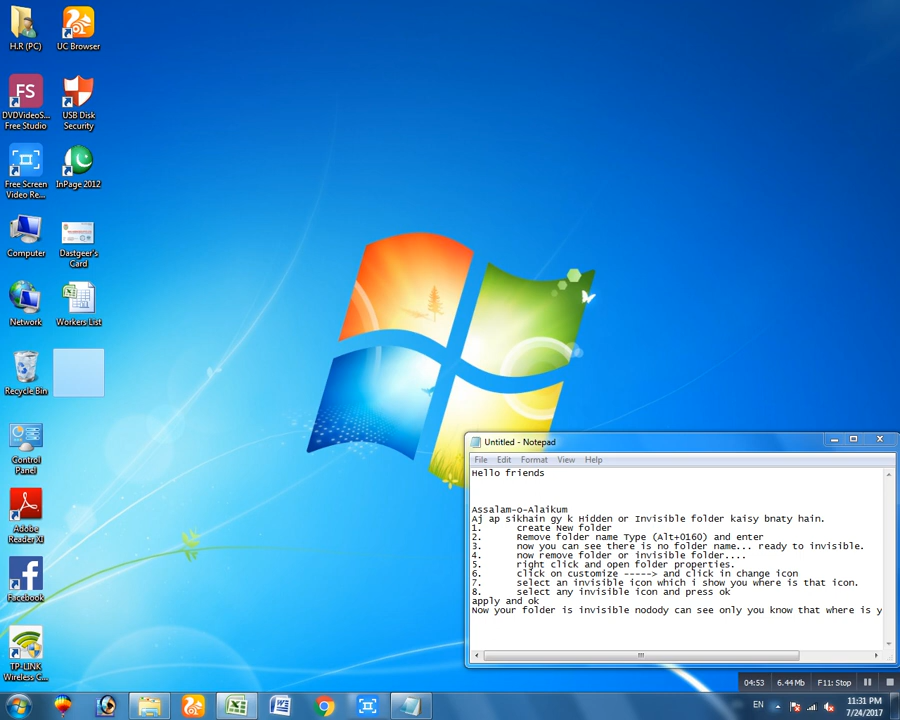 H.R (PC)
UC Browser
FS
DVDVideoS...
Free Studio
USB Disk
Security
Free Screen
Video Re...
InPage 2012
Computer
Dastgeer's
Card
Network
Workers List
Recycle Bin
Control
Panel
Adobe
Reader XI
Facebook
TP-LINK
Wireless C...
Untitled - Notepad
File Edit Format View Help
Hello friends
Assalam-o-Alaikum
Aj ap sikhain gy k Hidden or Invisible folder kaisy bnaty hain.
1. create New folder
2. Remove folder name Type (Alt+0160) and enter
3. now you can see there is no folder name... ready to invisible.
4. now remove folder or invisible folder....
5. right click and open folder properties.
6. click on customize -----> and click in change icon
7. select an invisible icon which i show you where is that icon.
8. select any invisible icon and press ok
apply and ok
Now your folder is invisible nodody can see only you know that where is y
04:53 6.44 Mb F11: Stop
EN
11:31 PM
7/24/2017